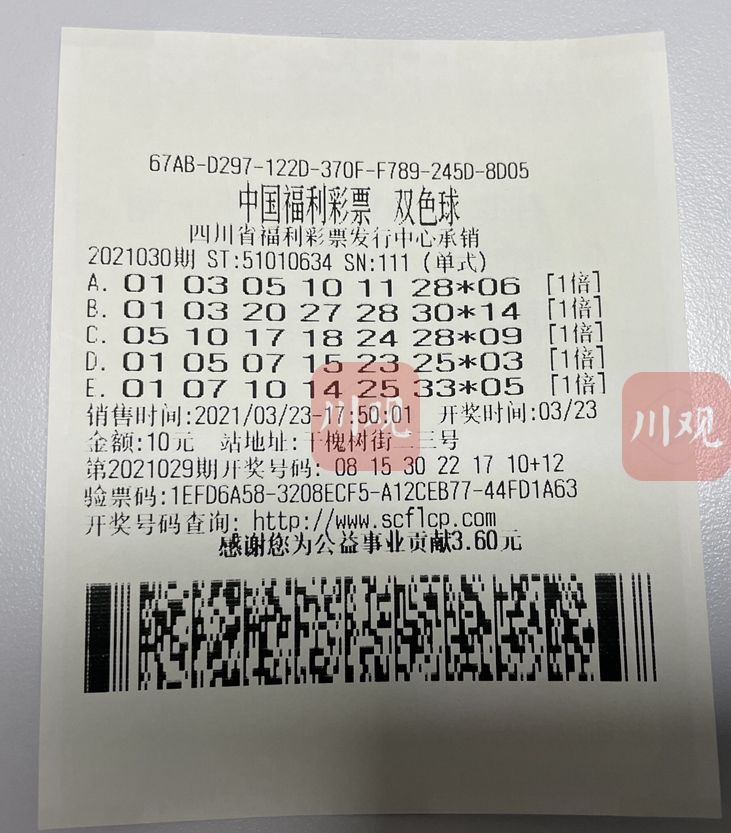 67AB-D297-122D-370F-F789-245D-8D05
中国福利彩票 双色球
四川省福利彩票发行中心承销
2021030期 ST:51010634 SN:111 (单式)
A. 01 03 05 10 11 28*06 [1倍]
B. 01 03 20 27 28 30*14 [1倍]
C. 05 10 17 18 24 28*09 [1倍]
D. 01 05 07 15 23 25*03 [1倍]
E. 01 07 10 14 25 33*05 [1倍]
销售时间:2021/03/23-17:50:01 开奖时间:03/23
金额:10元 站地址:干槐树街 三号
第2021029期开奖号码: 08 15 30 22 17 10+12
验票码:1EFD6A58-3208ECF5-A12CEB77-44FD1A63
开奖号码查询: http://www.scflcp.com
感谢您为公益事业贡献3.60元
川观
川观